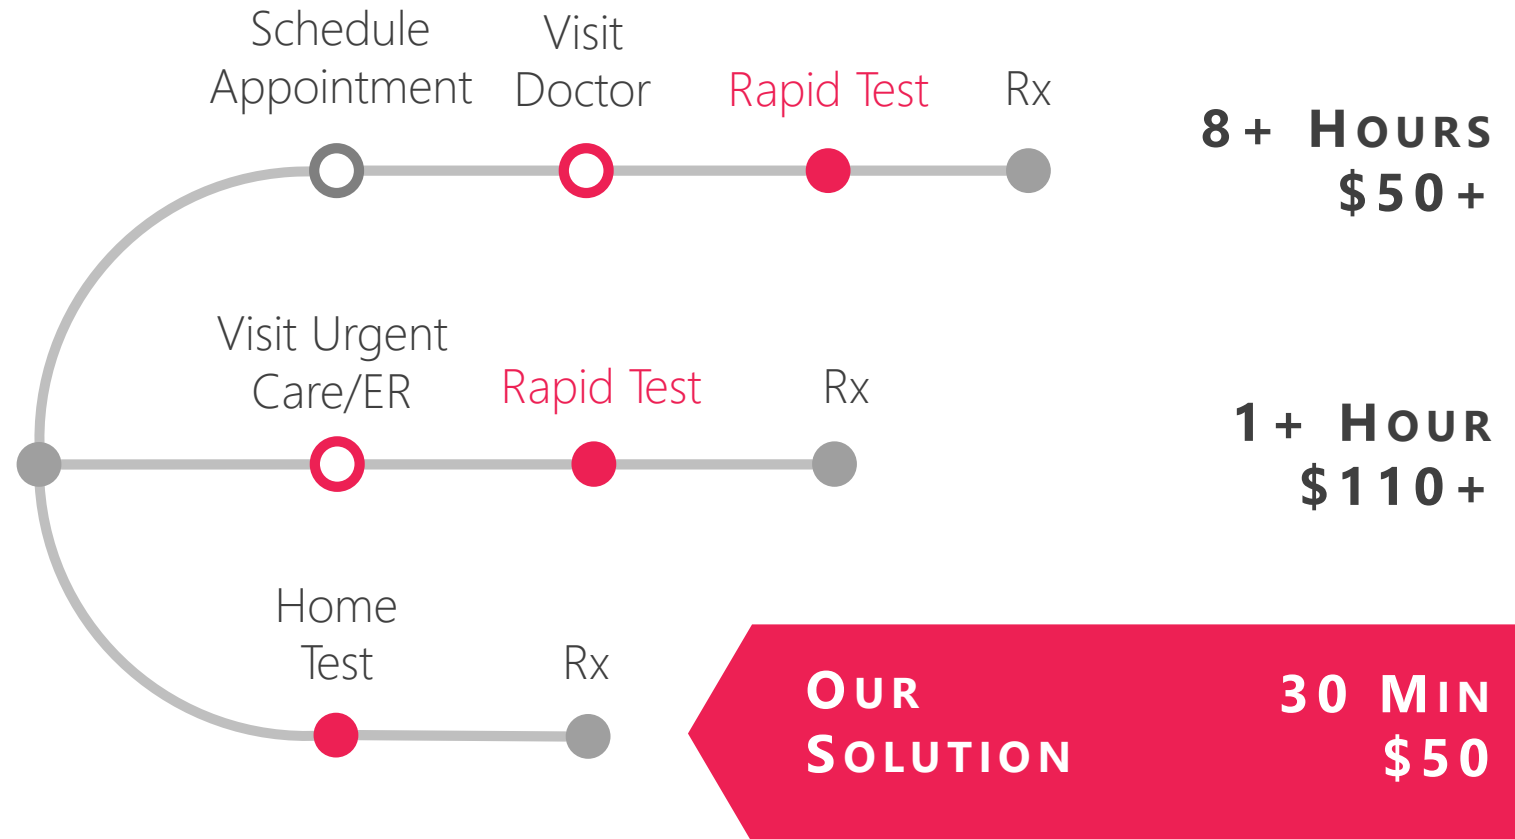 Schedule
Appointment
Visit
Doctor
Rapid Test
Rx
8+ HOURS
$50+
Visit Urgent
Care/ER
Rapid Test
Rx
1+ HOUR
$110+
Home
Test
Rx
OUR
SOLUTION
30 MIN
$50